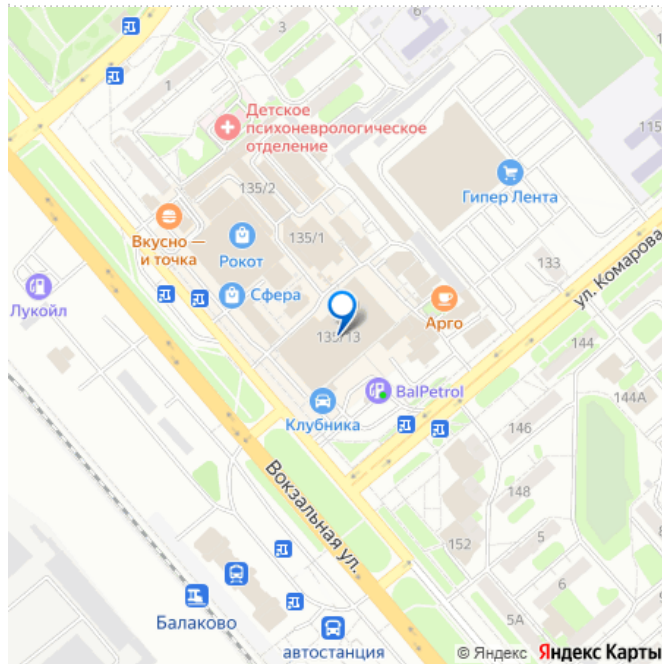 6
1
Детское
психоневрологическое
отделение
115
135/2
Гипер Лента
Вкусно —
и точка
135/1
Рокот
133
ул. Комарова
Лукойл
Сфера
Арго
135/13
144
BalPetrol
144А
Клубника
146
Вокзальная ул.
148
152
5
6
Балаково
5А
автостанция
© Яндекс Яндекс Карты